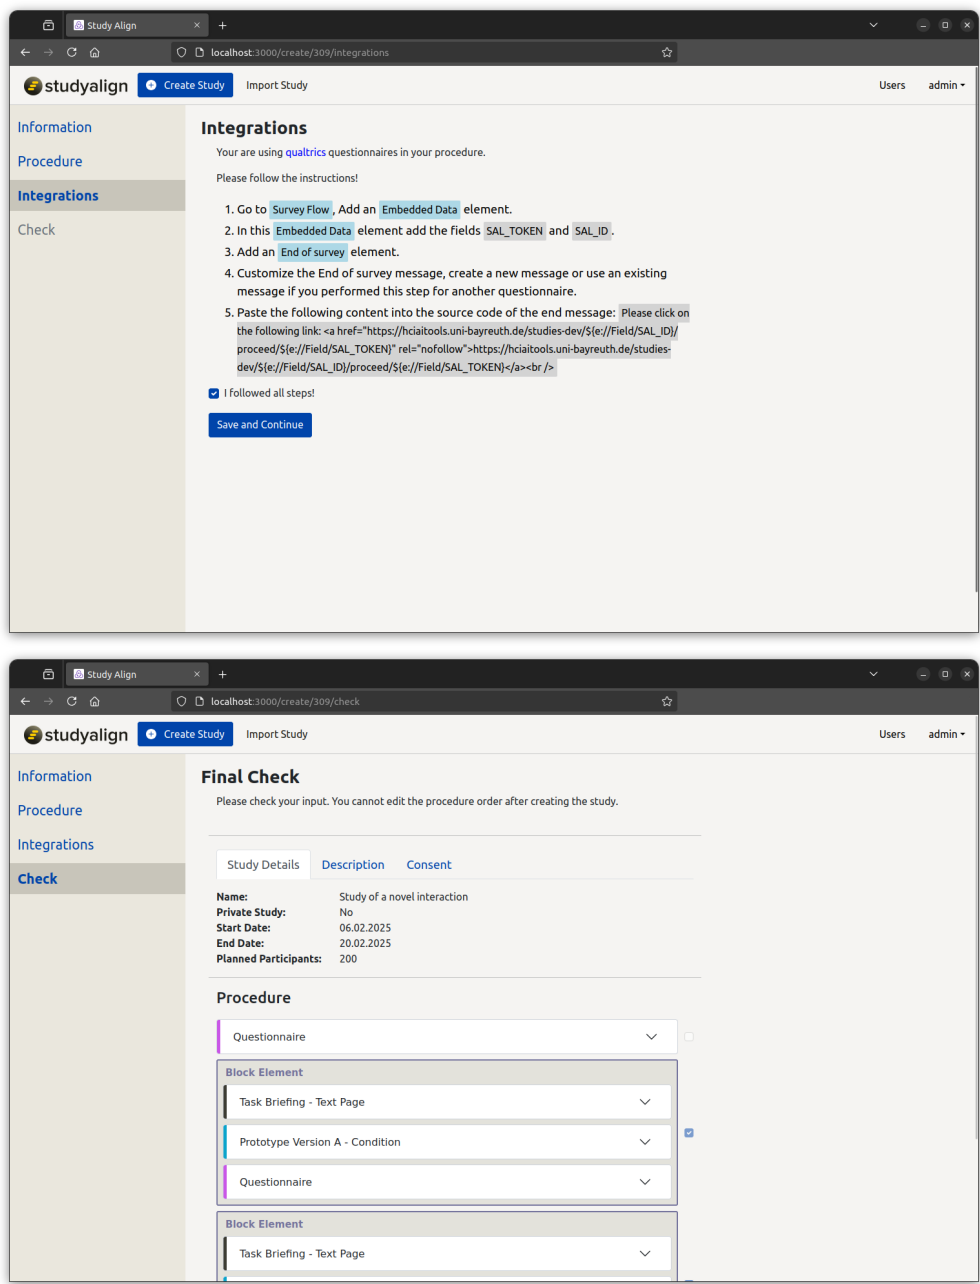 Study Align
localhost:3000/create/309/integrations
studyalign
Create Study
Import Study
Users
admin
Information
Procedure
Integrations
Check
Integrations
Your are using qualtrics questionnaires in your procedure.
Please follow the instructions!
1. Go to Survey Flow , Add an Embedded Data element.
2. In this Embedded Data element add the fields SAL_TOKEN and SAL_ID .
3. Add an End of survey element.
4. Customize the End of survey message, create a new message or use an existing
message if you performed this step for another questionnaire.
5. Paste the following content into the source code of the end message: Please click on
the following link: <a href="https://hciaitools.uni-bayreuth.de/studies-dev/${e://Field/SAL_ID}/
proceed/${e://Field/SAL_TOKEN}" rel="nofollow">https://hciaitools.uni-bayreuth.de/studies-
dev/${e://Field/SAL_ID}/proceed/${e://Field/SAL_TOKEN}</a><br />
I followed all steps!
Save and Continue
Study Align
localhost:3000/create/309/check
studyalign
Create Study
Import Study
Users
admin
Information
Procedure
Integrations
Check
Final Check
Please check your input. You cannot edit the procedure order after creating the study.
Study Details
Description
Consent
Name: Study of a novel interaction
Private Study: No
Start Date: 06.02.2025
End Date: 20.02.2025
Planned Participants: 200
Procedure
Questionnaire
Block Element
Task Briefing - Text Page
Prototype Version A - Condition
Questionnaire
Block Element
Task Briefing - Text Page